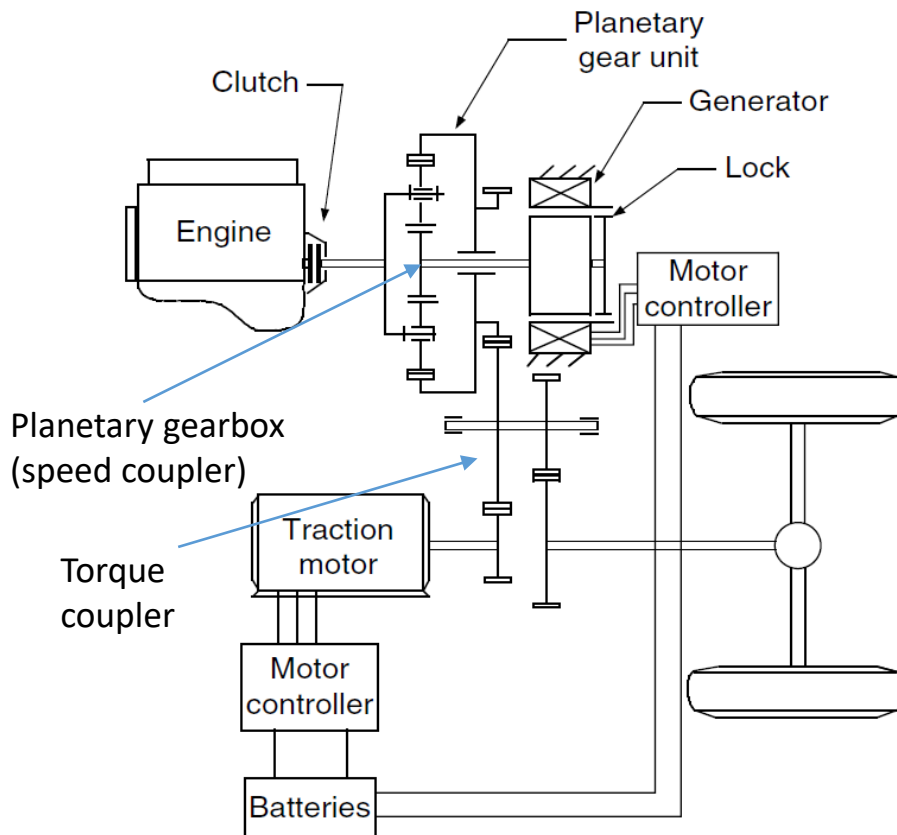 Planetary
gear unit
Clutch
Generator
Lock
Engine
Motor
controller
Planetary gearbox
(speed coupler)
Traction
motor
Torque
coupler
Motor
controller
Batteries